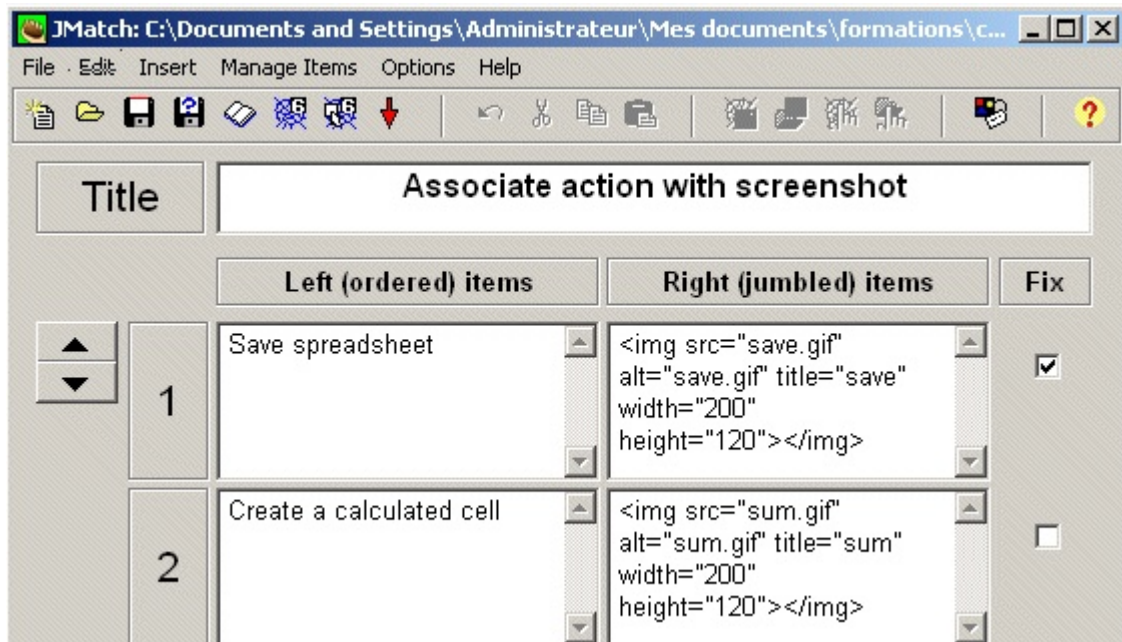 JMatch: C:\Documents and Settings\Administrateur\Mes documents\formations\c...
File Edit Insert Manage Items Options Help
Title
Associate action with screenshot
Left (ordered) items
Right (jumbled) items
Fix
1
Save spreadsheet
<img src="save.gif"
alt="save.gif" title="save"
width="200"
height="120"></img>
2
Create a calculated cell
<img src="sum.gif"
alt="sum.gif" title="sum"
width="200"
height="120"></img>